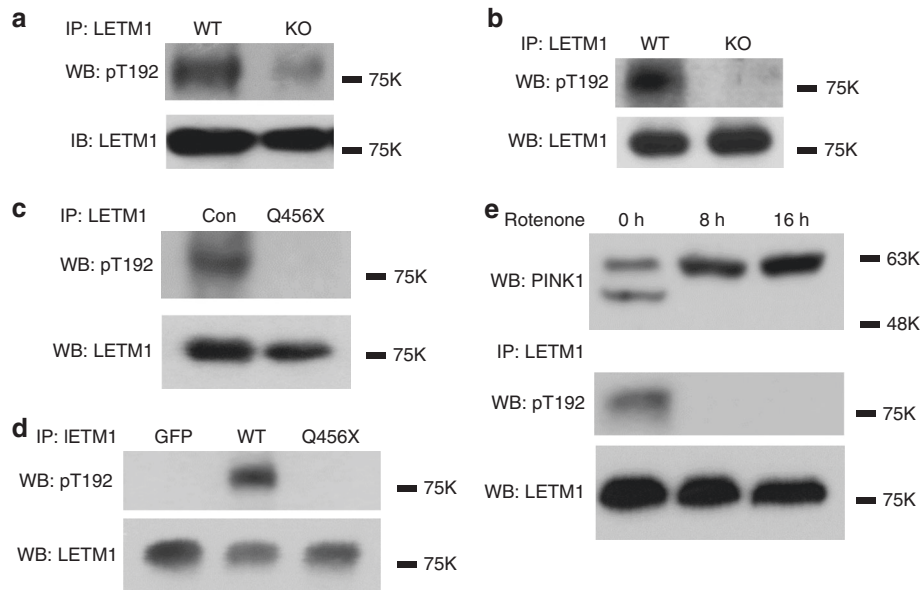 a
IP: LETM1 WT KO
WB: pT192 75K
IB: LETM1 75K
b
IP: LETM1 WT KO
WB: pT192 75K
WB: LETM1 75K
c
IP: LETM1 Con Q456X
WB: pT192 75K
WB: LETM1 75K
d
IP: lETM1 GFP WT Q456X
WB: pT192 75K
WB: LETM1 75K
e
Rotenone 0 h 8 h 16 h
WB: PINK1 63K
48K
IP: LETM1
WB: pT192 75K
WB: LETM1 75K